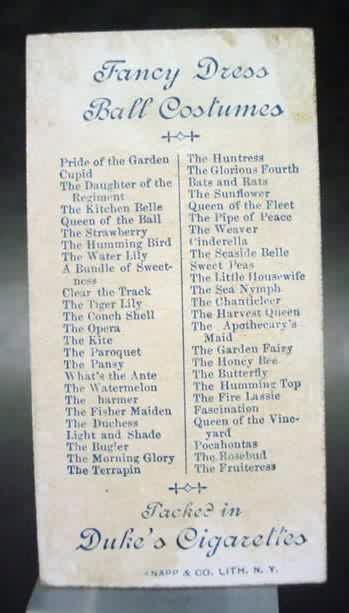 Fancy Dress
Ball Costumes
Pride of the Garden
Cupid
The Daughter of the
Regiment
The Kitchen Belle
Queen of the Ball
The Strawberry
The Humming Bird
The Water Lily
A Bundle of Sweet-
ness
Clear the Track
The Tiger Lily
The Conch Shell
The Opera
The Kite
The Paroquet
The Pansy
What's the Ante
The Watermelon
The harmer
The Fisher Maiden
The Duchess
Light and Shade
The Bugler
The Morning Glory
The Terrapin
The Huntress
The Glorious Fourth
Bats and Rats
The Sunflower
Queen of the Fleet
The Pipe of Peace
The Weaver
Cinderella
The Seaside Belle
Sweet Peas
The Little Housewife
The Sea Nymph
The Chanticleer
The Harvest Queen
The Apothecary's
Maid
The Garden Fairy
The Honey Bee
The Butterfly
The Humming Top
The Fire Lassie
Fascination
Queen of the Vine-
yard
Pocahontas
The Rosebud
The Fruiteress
Packed in
Duke's Cigarettes
KNAPP & CO. LITH. N. Y.